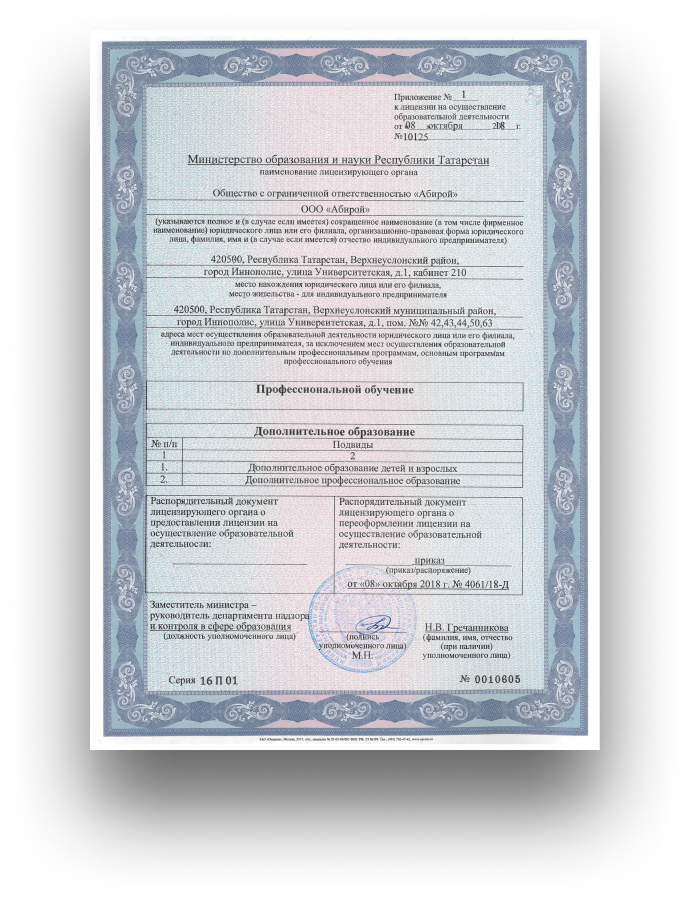 Приложение № 1
к лицензии на осуществление
образовательной деятельности
от 08 октября 2018 г.
№10125
Министерство образования и науки Республики Татарстан
наименование лицензирующего органа
Общество с ограниченной ответственностью «Абирой»
ООО «Абирой»
(указываются полное и (в случае если имеется) сокращенное наименование (в том числе фирменное
наименование) юридического лица или его филиала, организационно-правовая форма юридического
лица, фамилия, имя и (в случае если имеется) отчество индивидуального предпринимателя)
420500, Республика Татарстан, Верхнеуслонский район,
город Иннополис, улица Университетская, д.1, кабинет 210
место нахождения юридического лица или его филиала,
место жительства - для индивидуального предпринимателя
420500, Республика Татарстан, Верхнеуслонский муниципальный район,
город Иннополис, улица Университетская, д.1, пом. №№ 42,43,44,50,63
адреса мест осуществления образовательной деятельности юридического лица или его филиала,
индивидуального предпринимателя, за исключением мест осуществления образовательной
деятельности по дополнительным профессиональным программам, основным программам
профессионального обучения
Профессиональной обучение
Дополнительное образование
№ п/п Подвиды
1 2
1. Дополнительное образование детей и взрослых
2. Дополнительное профессиональное образование
Распорядительный документ
лицензирующего органа о
предоставлении лицензии на
осуществление образовательной
деятельности:
Распорядительный документ
лицензирующего органа о
переоформлении лицензии на
осуществление образовательной
деятельности:
приказ
(приказ/распоряжение)
от «08» октября 2018 г. № 4061/18-Д
Заместитель министра –
руководитель департамента надзора
и контроля в сфере образования
(должность уполномоченного лица)
(подпись
уполномоченного лица)
М.П.
Н.В. Гречанникова
(фамилия, имя, отчество
(при наличии)
уполномоченного лица)
Серия 16 П 01
№ 0010605